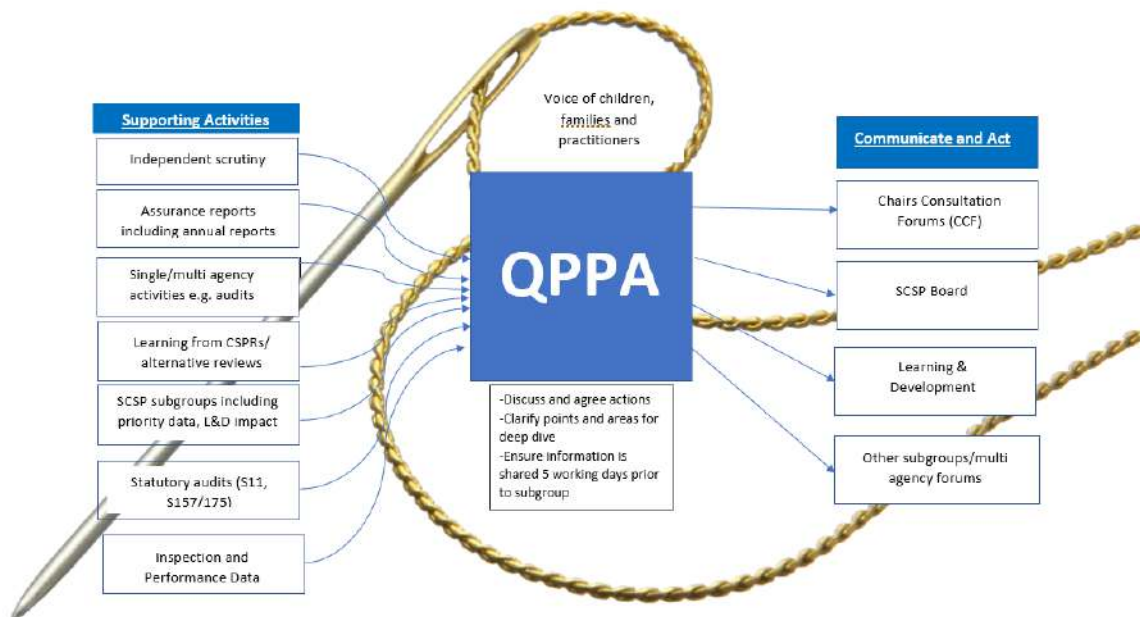 Supporting Activities
Independent scrutiny
Assurance reports
including annual reports
Single/multi agency
activities e.g. audits
Learning from CSPRs/
alternative reviews
SCSP subgroups including
priority data, L&D impact
Statutory audits (S11,
S157/175)
Inspection and
Performance Data
Voice of children,
families and
practitioners
QPPA
-Discuss and agree actions
-Clarify points and areas for
deep dive
-Ensure information is
shared 5 working days prior
to subgroup
Communicate and Act
Chairs Consultation
Forums (CCF)
SCSP Board
Learning &
Development
Other subgroups/multi
agency forums